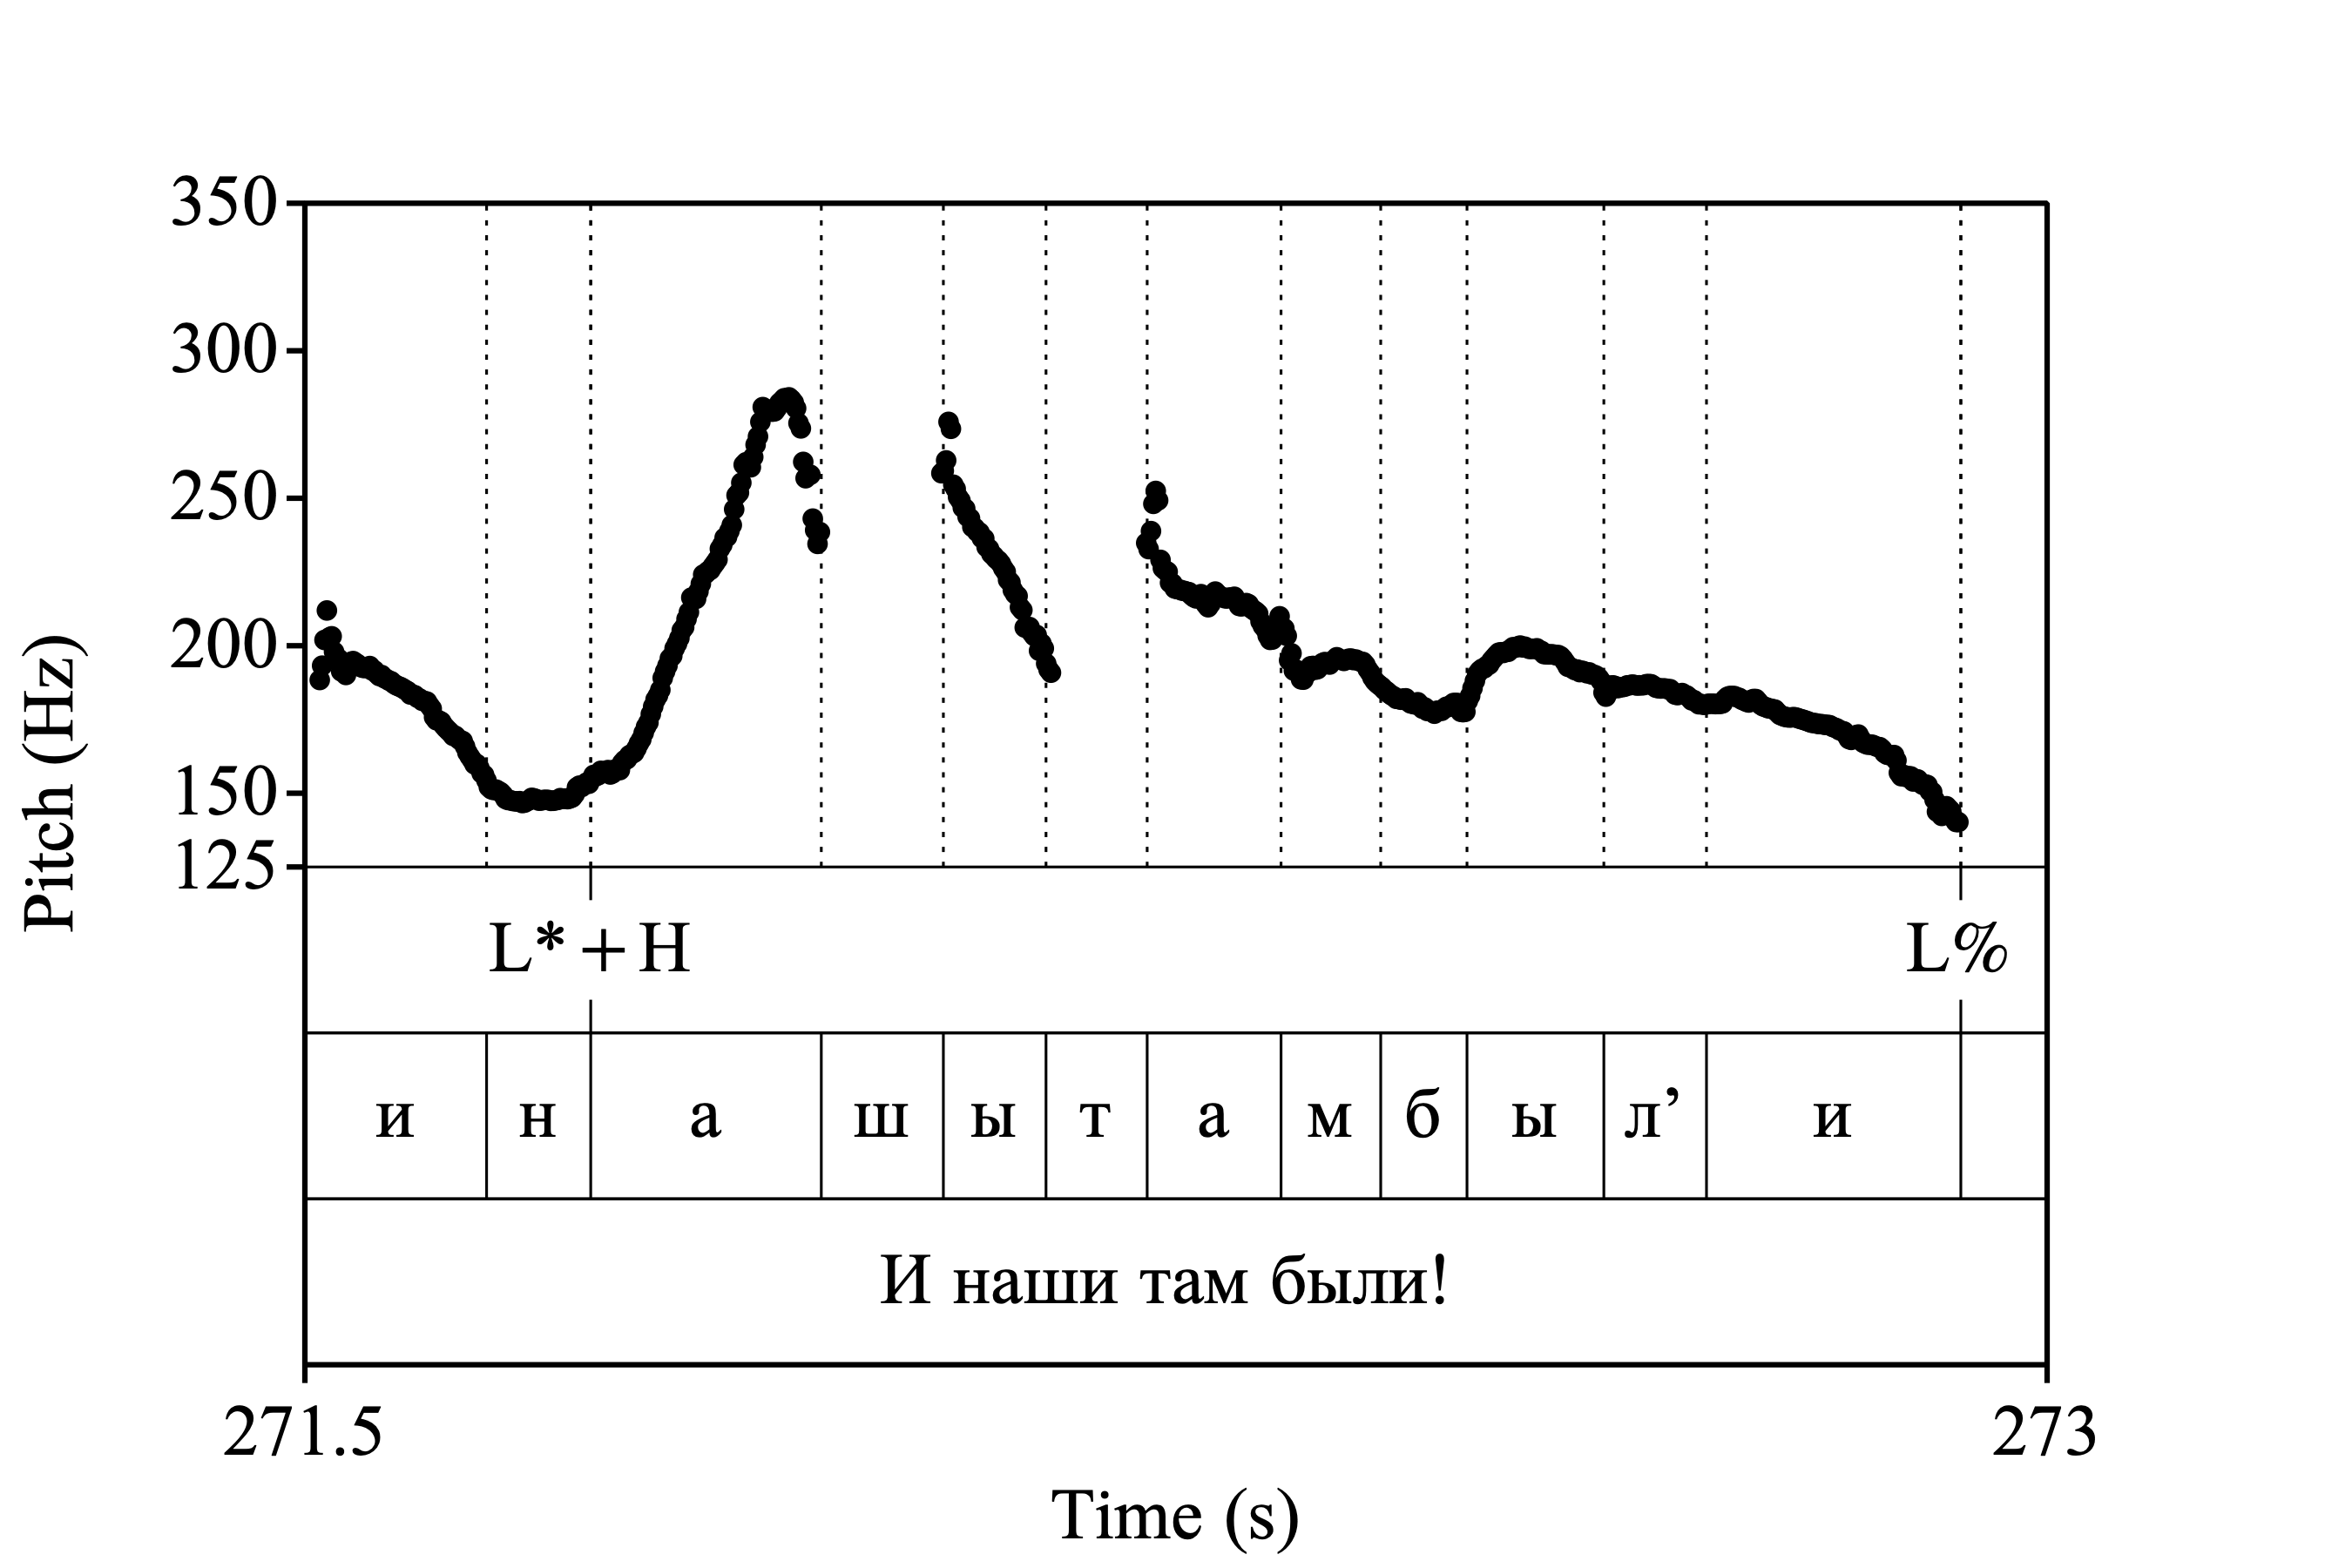 350
300
250
200
150
125
Pitch (Hz)
L*+H L%
и н а ш ы т а м б ы л’ и
И наши там были!
271.5 273
Time (s)